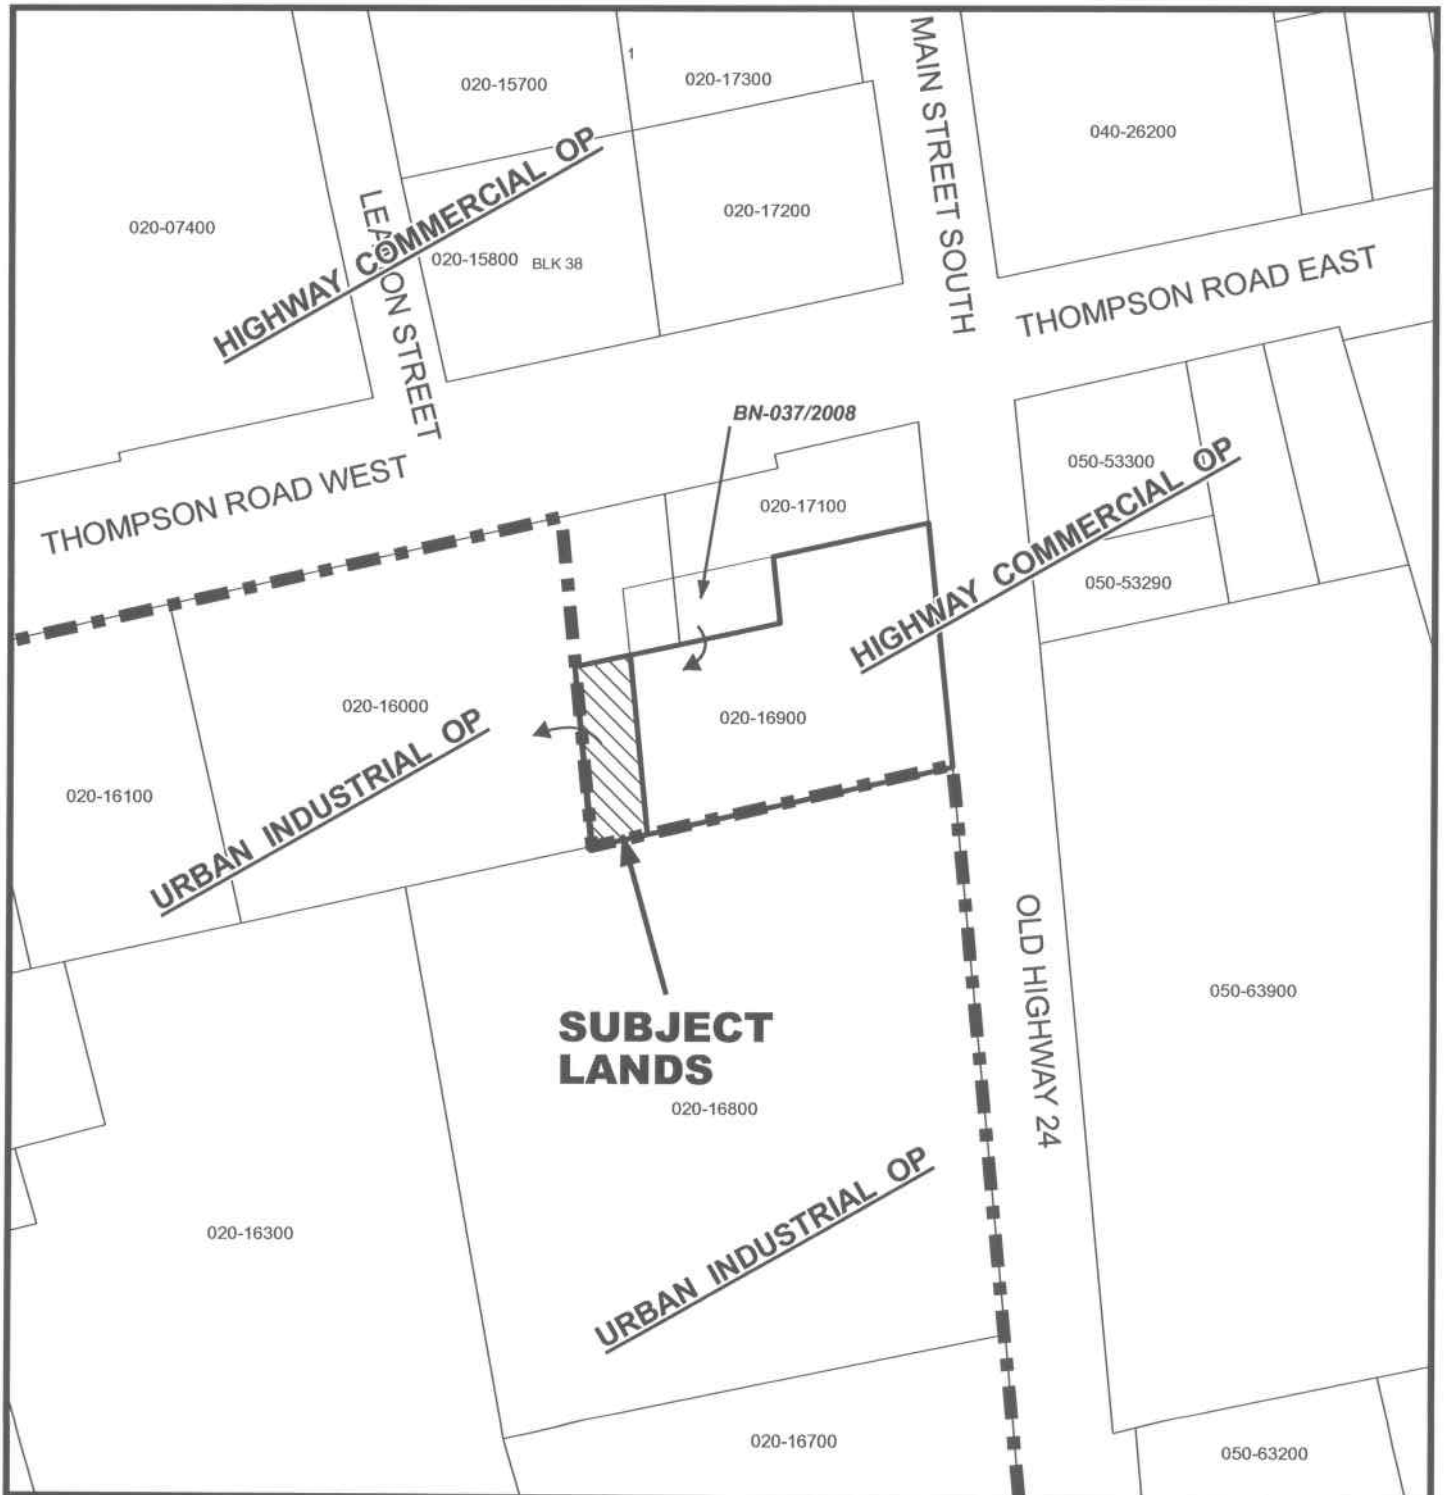 1
020-15700
020-17300
MAIN STREET SOUTH
040-26200
HIGHWAY COMMERCIAL OP
020-07400
020-17200
020-15800 BLK 38
THOMPSON ROAD EAST
BN-037/2008
THOMPSON ROAD WEST
050-53300
020-17100
HIGHWAY COMMERCIAL OP
050-53290
020-16000
020-16900
URBAN INDUSTRIAL OP
020-16100
OLD HIGHWAY 24
050-63900
SUBJECT
LANDS
020-16800
URBAN INDUSTRIAL OP
020-16300
020-16700
050-63200
STREET